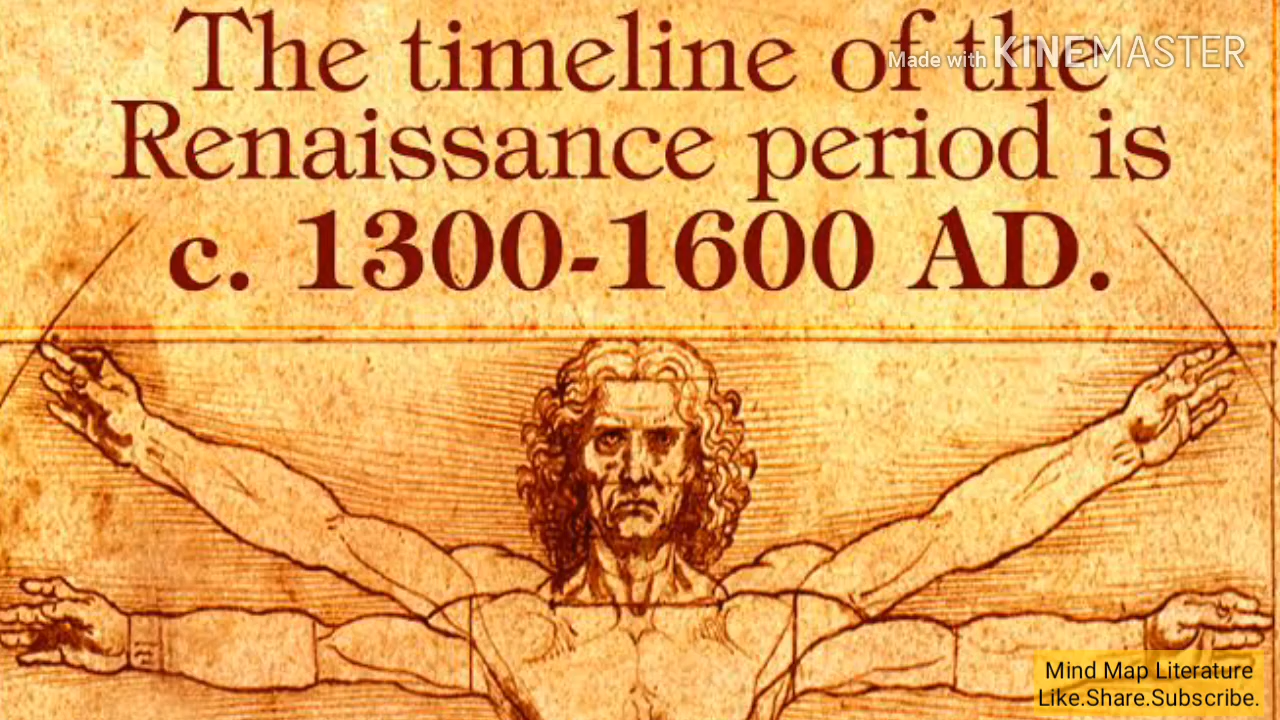 The timeline of the
Made with KINEMASTER
Renaissance period is
c. 1300-1600 AD.
Mind Map Literature
Like.Share.Subscribe.